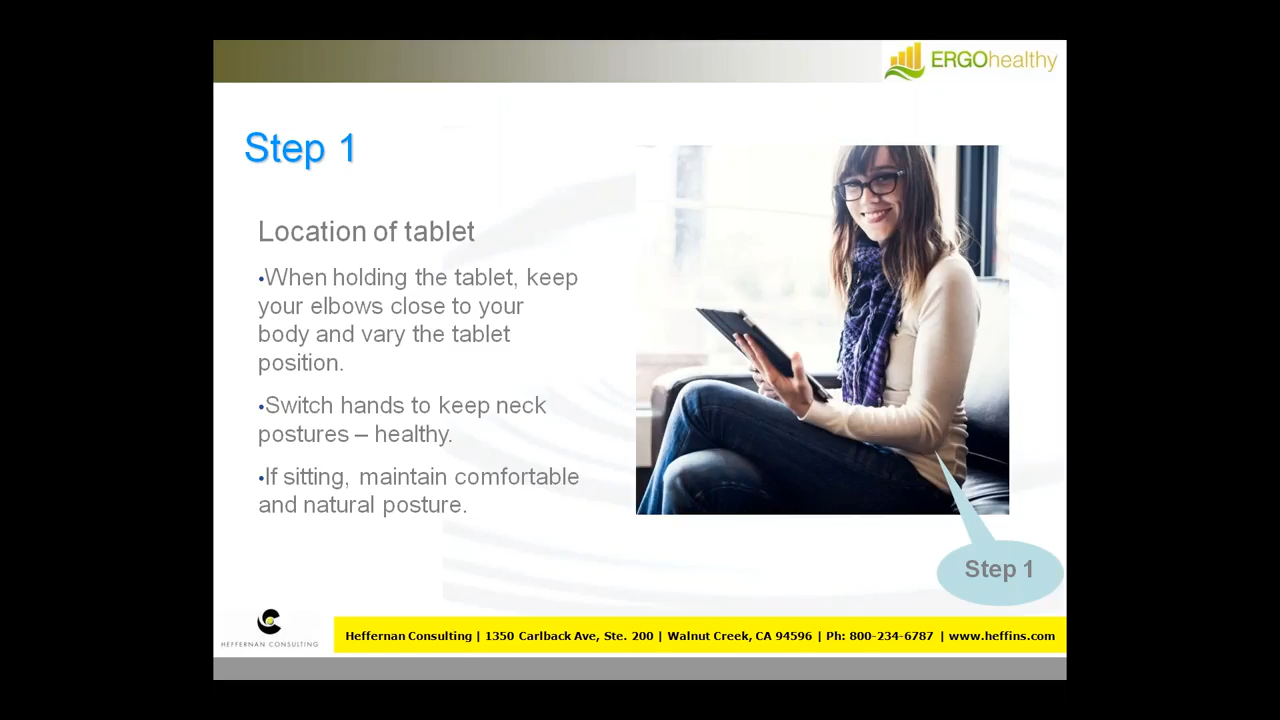 ERGOhealthy
Step 1
Location of tablet
•When holding the tablet, keep
your elbows close to your
body and vary the tablet
position.
•Switch hands to keep neck
postures – healthy.
•If sitting, maintain comfortable
and natural posture.
Step 1
HEFFERNAN CONSULTING
Heffernan Consulting | 1350 Carlback Ave, Ste. 200 | Walnut Creek, CA 94596 | Ph: 800-234-6787 | www.heffins.com